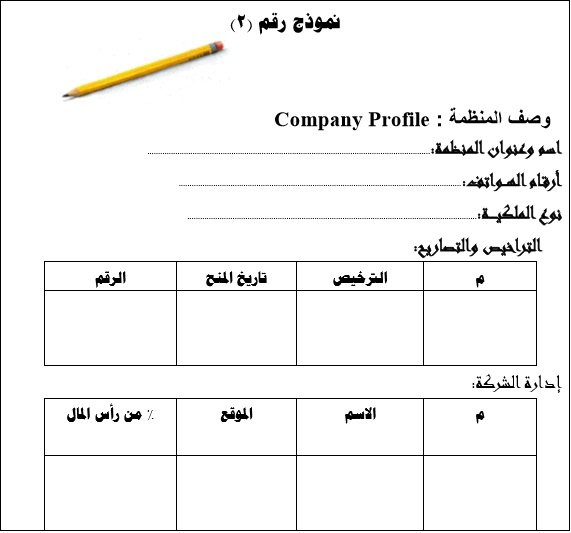 نموذج رقم (٢)
وصف المنظمة : Company Profile
اسم وعنوان المنظمة:................................................
أرقام الهواتف:................................................
نوع الملكية:................................................
التراخيص والتصاريح:
م الترخيص تاريخ المنح الرقم
إدارة الشركة:
م الاسم الموقع ٪ من رأس المال